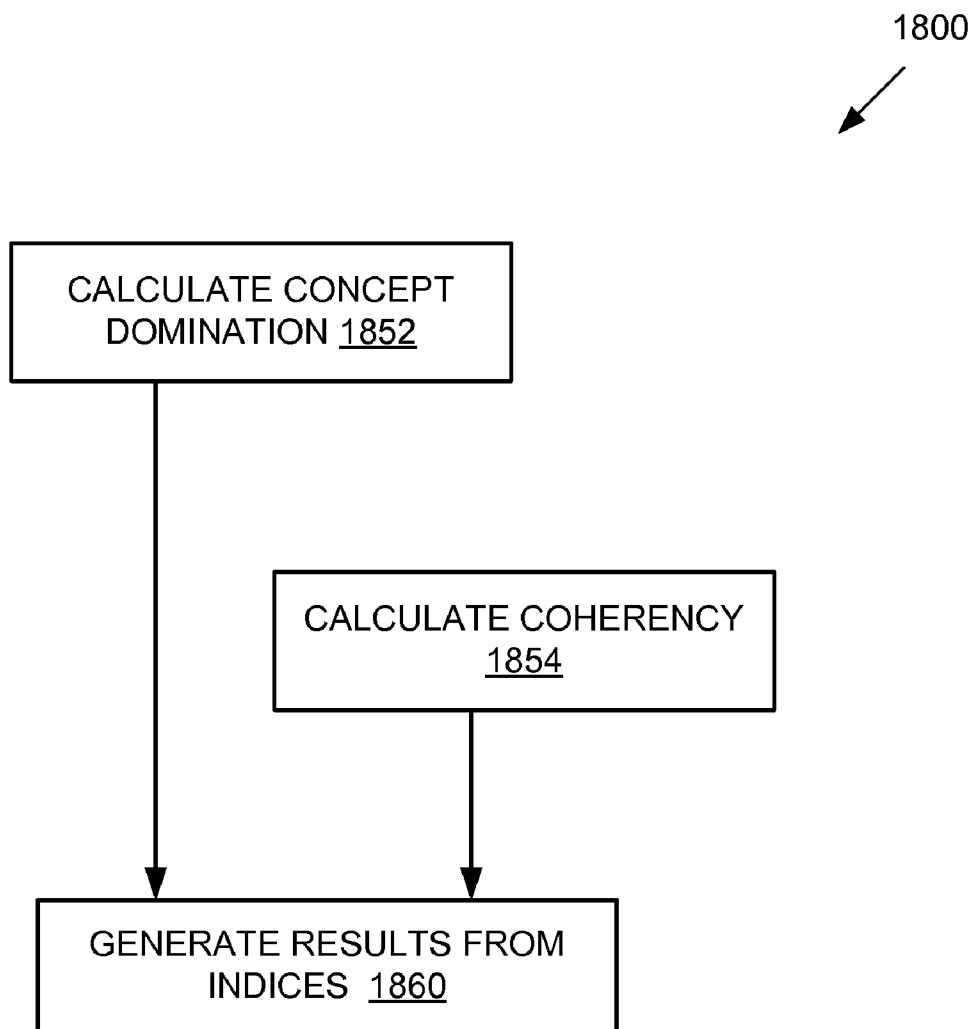 1800
CALCULATE CONCEPT
DOMINATION 1852
CALCULATE COHERENCY
1854
GENERATE RESULTS FROM
INDICES 1860